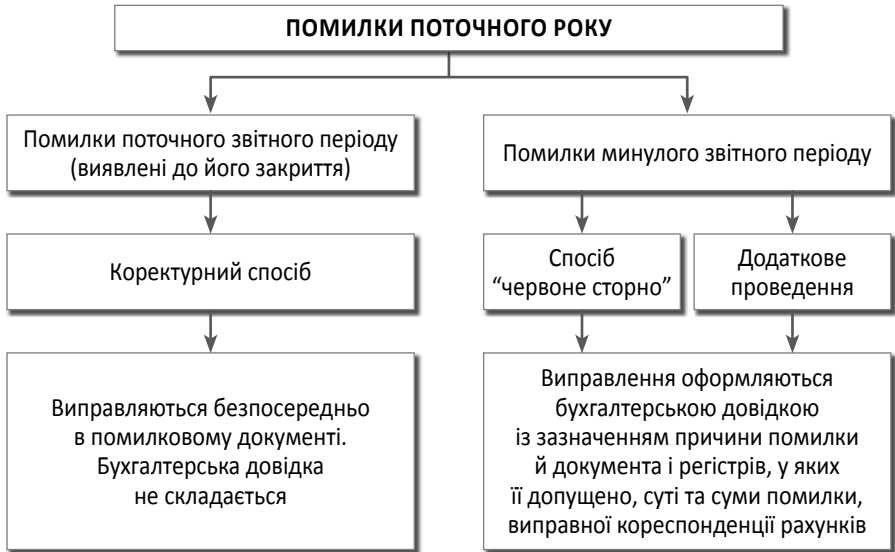 ПОМИЛКИ ПОТОЧНОГО РОКУ
Помилки поточного звітного періоду
(виявлені до його закриття)
Помилки минулого звітного періоду
Коректурний спосіб
Спосіб
“червоне сторно”
Додаткове
проведення
Виправляються безпосередньо
в помилковому документі.
Бухгалтерська довідка
не складається
Виправлення оформляються
бухгалтерською довідкою
із зазначенням причини помилки
й документа і регістрів, у яких
її допущено, суті та суми помилки,
виправної кореспонденції рахунків